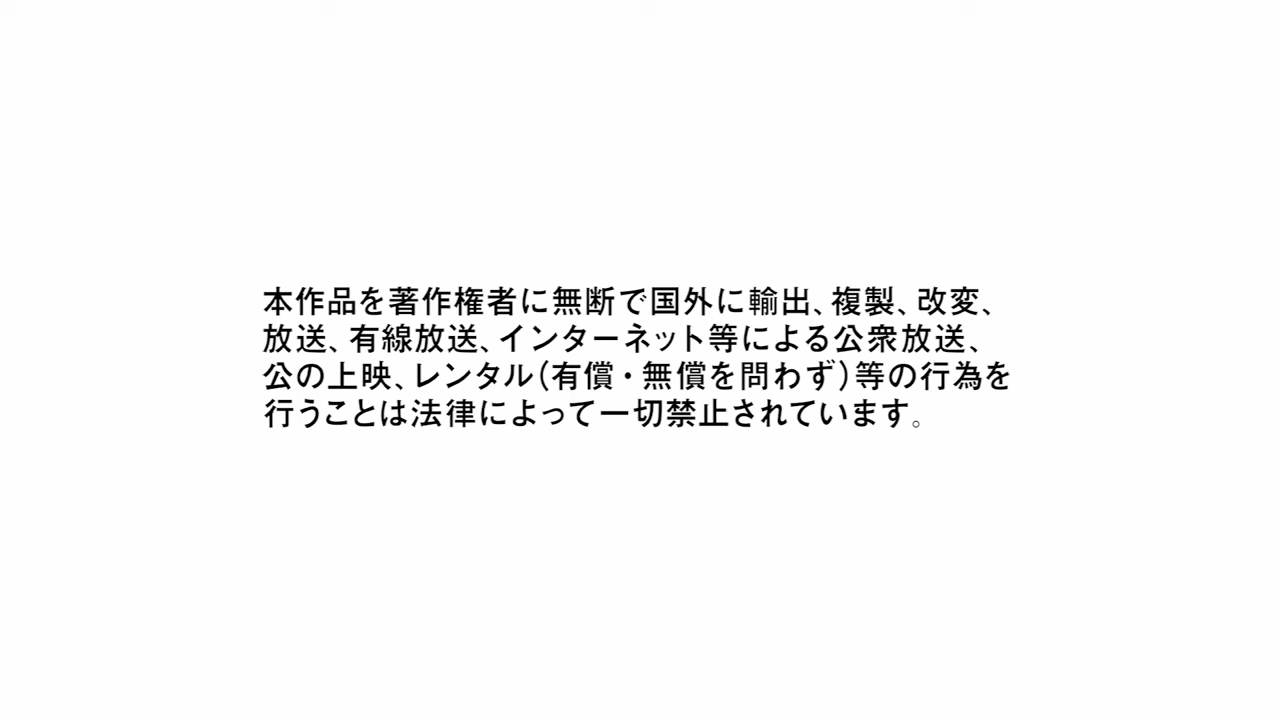 本作品を著作権者に無断で国外に輸出、複製、改変、
放送、有線放送、インターネット等による公衆放送、
公の上映、レンタル(有償・無償を問わず)等の行為を
行うことは法律によって一切禁止されています。